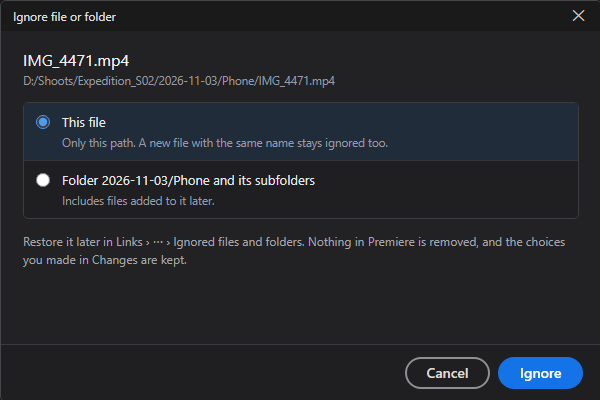 Ignore file or folder
IMG_4471.mp4
D:/Shoots/Expedition_S02/2026-11-03/Phone/IMG_4471.mp4
This file
Only this path. A new file with the same name stays ignored too.
Folder 2026-11-03/Phone and its subfolders
Includes files added to it later.
Restore it later in Links › ··· › Ignored files and folders. Nothing in Premiere is removed, and the choices
you made in Changes are kept.
Cancel
Ignore